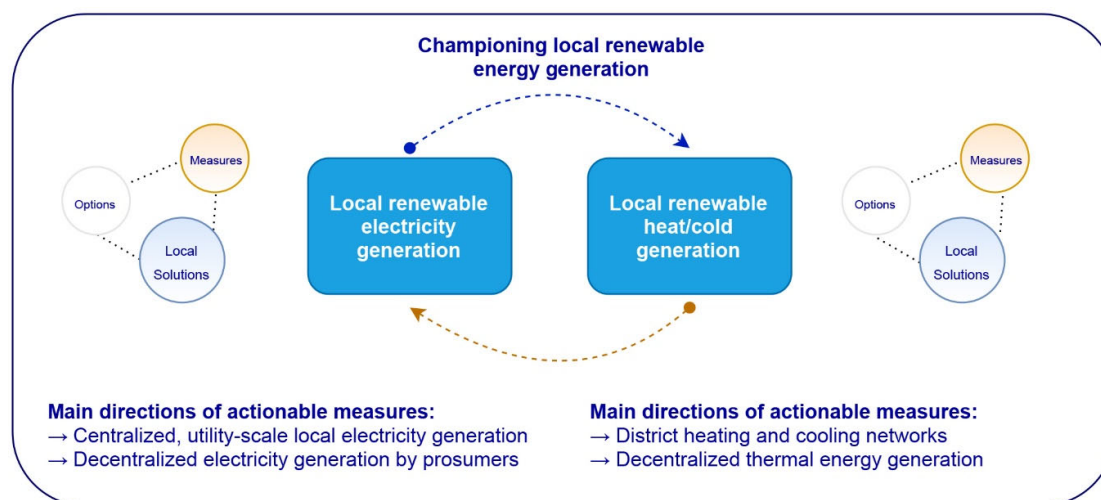 Championing local renewable
energy generation
Measures
Options
Local
Solutions
Local renewable
electricity
generation
Local renewable
heat/cold
generation
Measures
Options
Local
Solutions
Main directions of actionable measures:
→ Centralized, utility-scale local electricity generation
→ Decentralized electricity generation by prosumers
Main directions of actionable measures:
→ District heating and cooling networks
→ Decentralized thermal energy generation